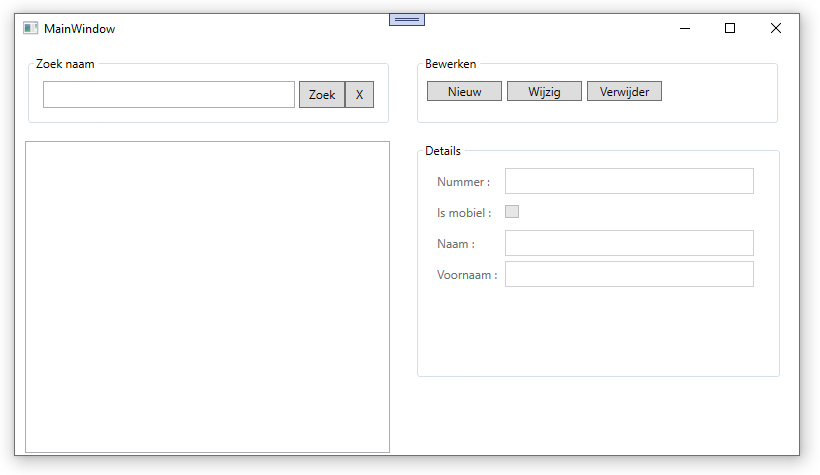 MainWindow
Zoek naam
Zoek
X
Bewerken
Nieuw
Wijzig
Verwijder
Details
Nummer :
Is mobiel :
Naam :
Voornaam :